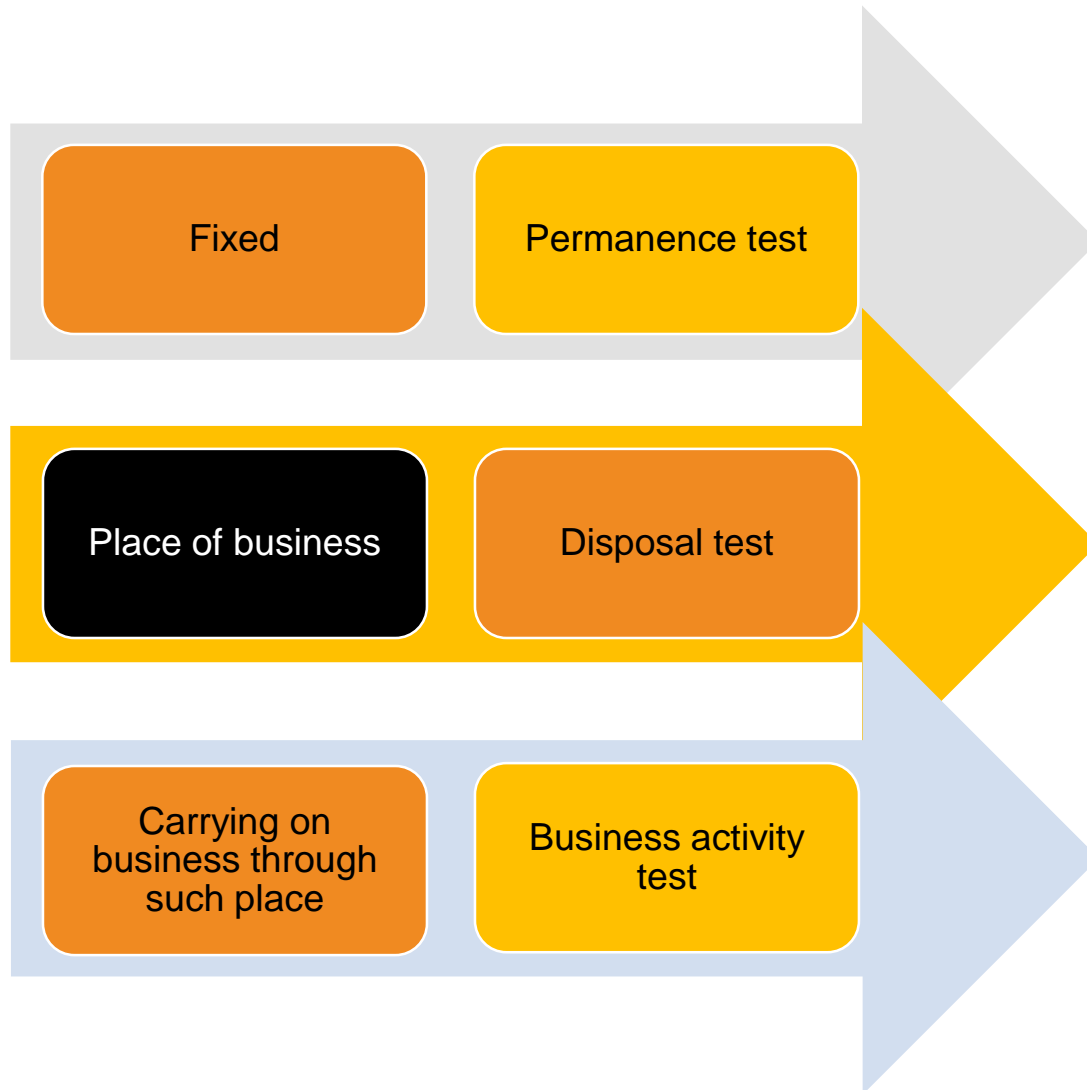 Fixed
Permanence test
Place of business
Disposal test
Carrying on
business through
such place
Business activity
test